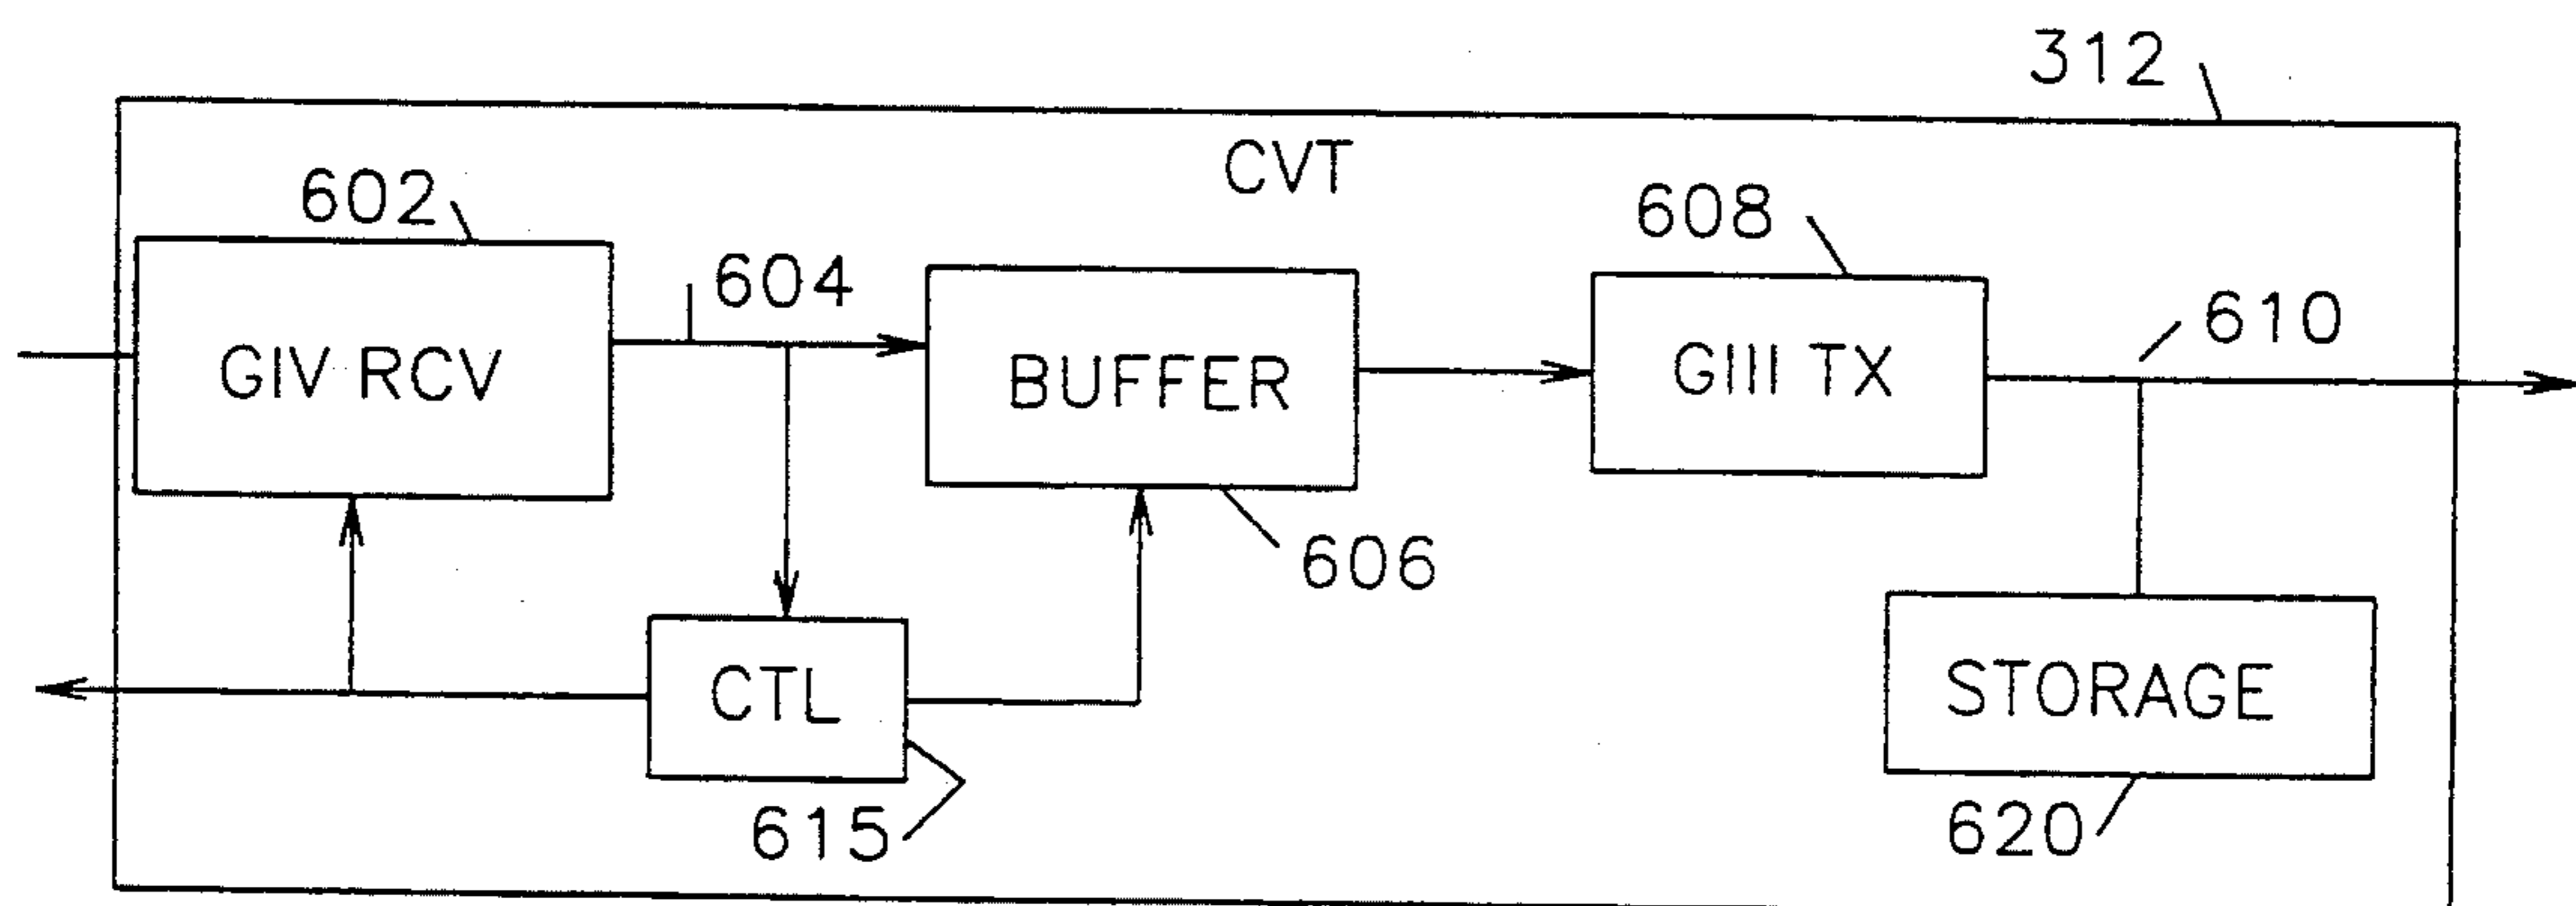 312
CVT
602
608
604
610
GIV RCV
BUFFER
GIII TX
606
CTL
STORAGE
615
620